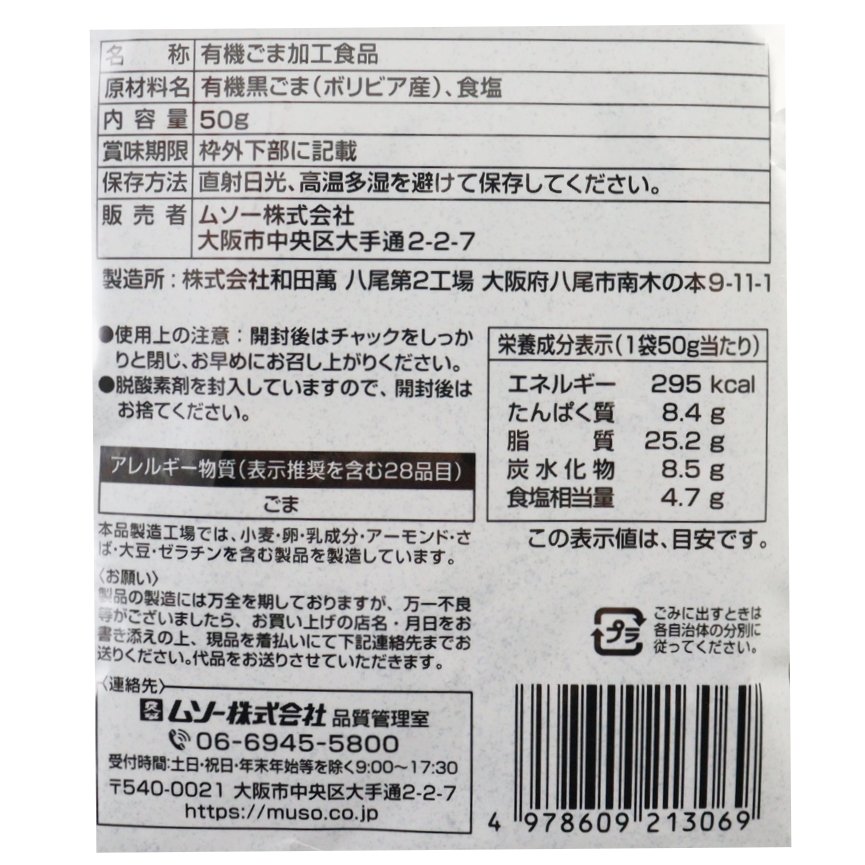 名称 有機ごま加工食品
原材料名 有機黒ごま(ボリビア産)、食塩
内容量 50g
賞味期限 枠外下部に記載
保存方法 直射日光、高温多湿を避けて保存してください。
販売者 ムソー株式会社
大阪市中央区大手通2-2-7
製造所:株式会社和田萬 八尾第2工場 大阪府八尾市南木の本9-11-1
●使用上の注意:開封後はチャックをしっか
りと閉じ、お早めにお召し上がりください。
●脱酸素剤を封入していますので、開封後は
お捨てください。
アレルギー物質(表示推奨を含む28品目)
ごま
本品製造工場では、小麦・卵・乳成分・アーモンド・さ
ば・大豆・ゼラチンを含む製品を製造しています。
〈お願い〉
製品の製造には万全を期しておりますが、万一不良
等がございましたら、お買い上げの店名・月日をお
書き添えの上、現品を着払いにて下記連絡先までお
送りください。代品をお送りさせていただきます。
〈連絡先〉
ムソー株式会社 品質管理室
06-6945-5800
受付時間:土日・祝日・年末年始等を除く9:00〜17:30
〒540-0021 大阪市中央区大手通2-2-7
https://muso.co.jp
栄養成分表示(1袋50g当たり)
エネルギー 295 kcal
たんぱく質 8.4 g
脂質 25.2 g
炭水化物 8.5 g
食塩相当量 4.7 g
この表示値は、目安です。
プラ
ごみに出すときは
各自治体の分別に
従ってください。
4 978609 213069